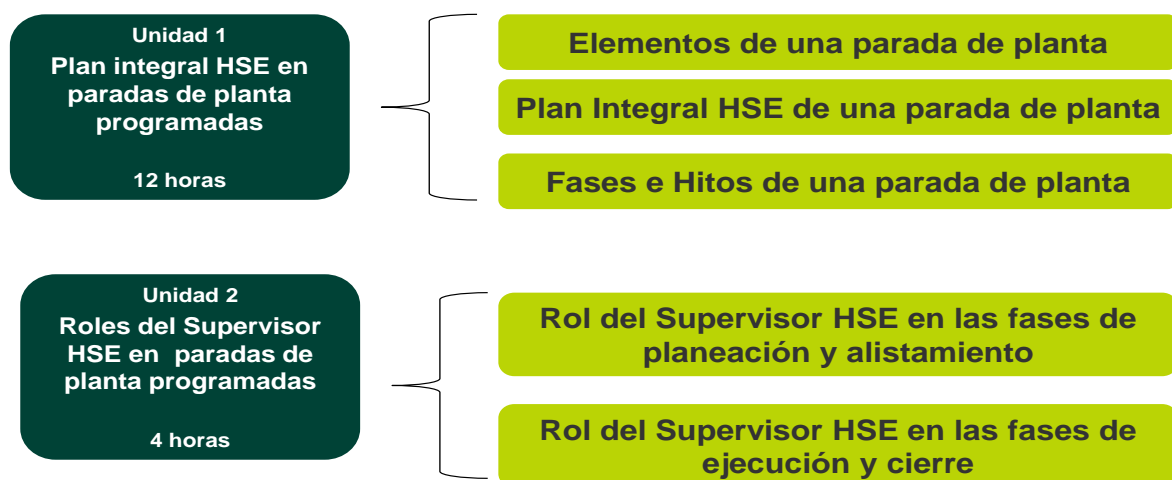 Unidad 1
Plan integral HSE en
paradas de planta
programadas
12 horas
Elementos de una parada de planta
Plan Integral HSE de una parada de planta
Fases e Hitos de una parada de planta
Unidad 2
Roles del Supervisor
HSE en paradas de
planta programadas
4 horas
Rol del Supervisor HSE en las fases de
planeación y alistamiento
Rol del Supervisor HSE en las fases de
ejecución y cierre